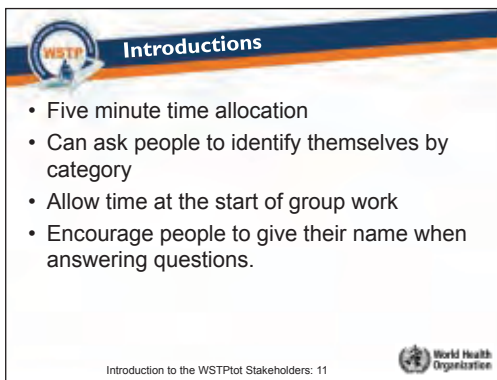 WSTP
Introductions
• Five minute time allocation
• Can ask people to identify themselves by
category
• Allow time at the start of group work
• Encourage people to give their name when
answering questions.
Introduction to the WSTPtot Stakeholders: 11
World Health
Organization